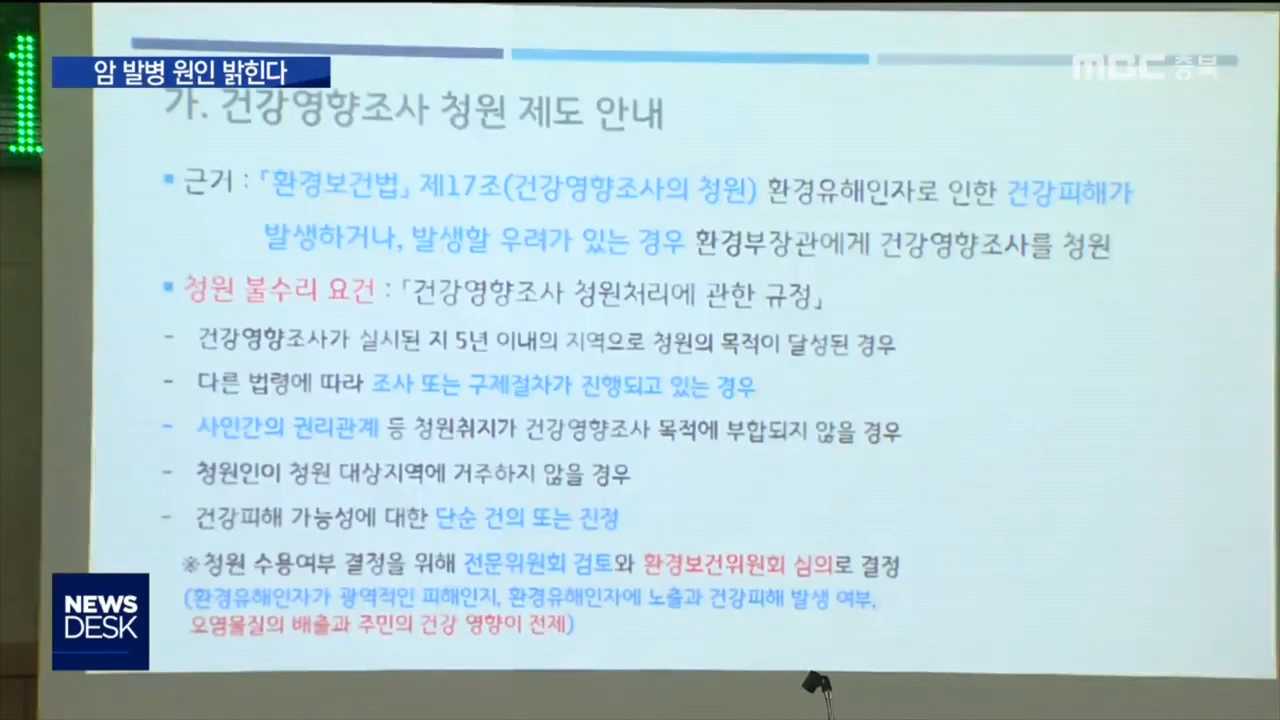 암 발병 원인 밝힌다
MBC 충북
가. 건강영향조사 청원 제도 안내
▪ 근거 : 「환경보건법」 제17조(건강영향조사의 청원) 환경유해인자로 인한 건강피해가
발생하거나, 발생할 우려가 있는 경우 환경부장관에게 건강영향조사를 청원
▪ 청원 불수리 요건 : 「건강영향조사 청원처리에 관한 규정」
- 건강영향조사가 실시된 지 5년 이내의 지역으로 청원의 목적이 달성된 경우
- 다른 법령에 따라 조사 또는 구제절차가 진행되고 있는 경우
- 사인간의 권리관계 등 청원취지가 건강영향조사 목적에 부합되지 않을 경우
- 청원인이 청원 대상지역에 거주하지 않을 경우
- 건강피해 가능성에 대한 단순 건의 또는 진정
※ 청원 수용여부 결정을 위해 전문위원회 검토와 환경보건위원회 심의로 결정
(환경유해인자가 광역적인 피해인지, 환경유해인자에 노출과 건강피해 발생 여부,
오염물질의 배출과 주민의 건강 영향이 전제)
NEWS
DESK